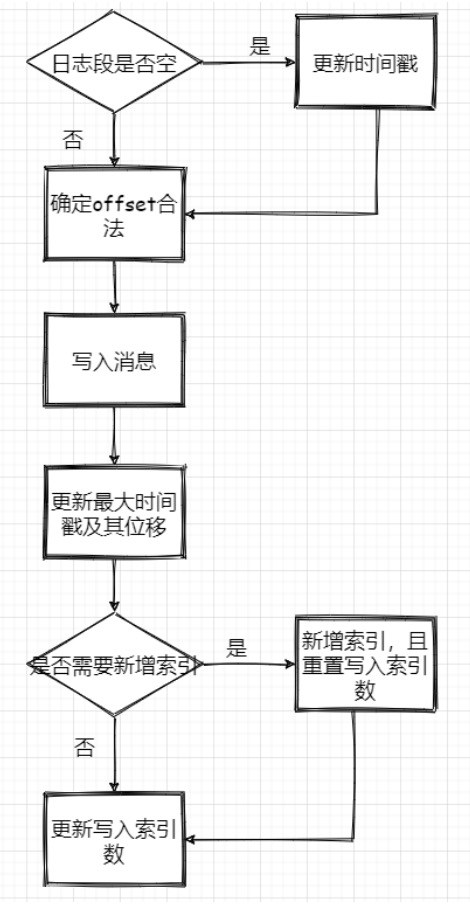 日志段是否空
是
更新时间戳
否
确定offset合
法
写入消息
更新最大时间
戳及其位移
是否需要新增索引
是
新增索引，且
重置写入索引
数
否
更新写入索引
数